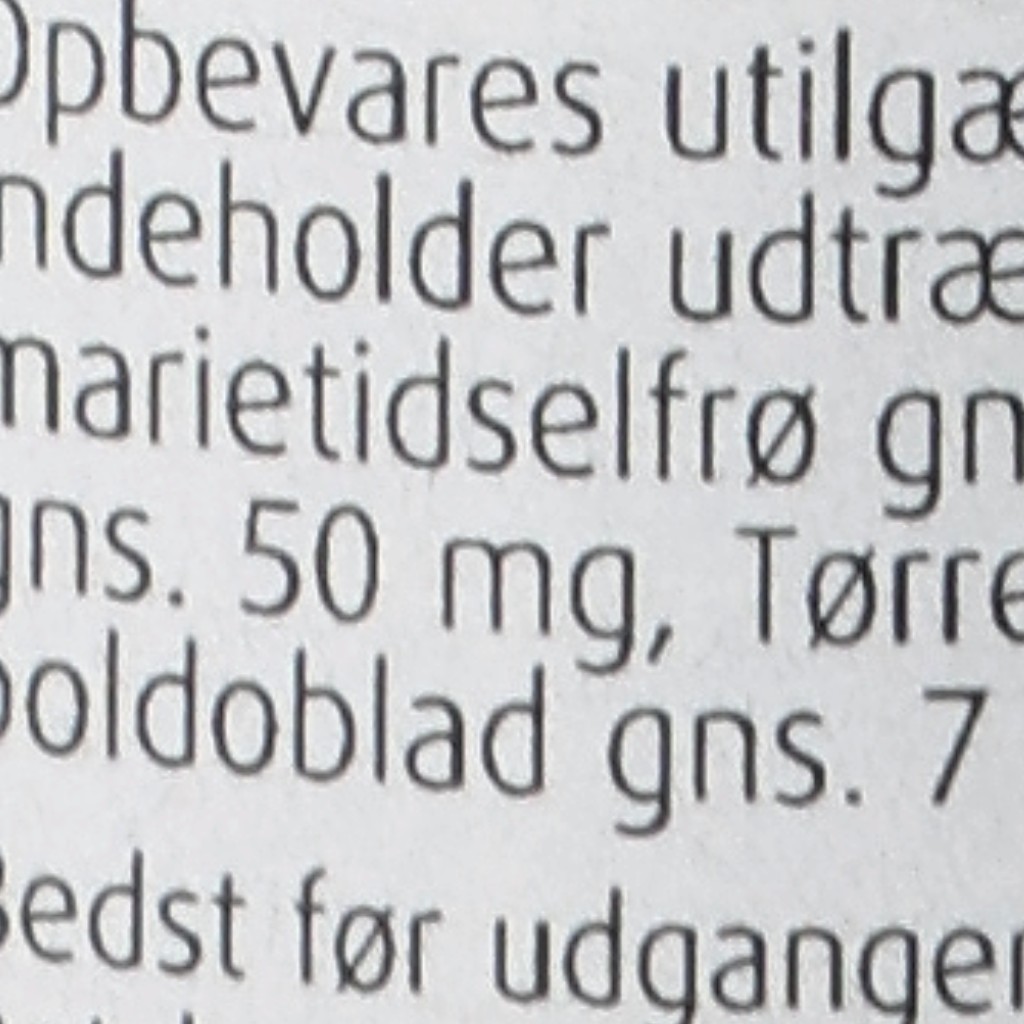 Opbevares utilgæ
ndeholder udtræ
marietidselfrø gn
gns. 50 mg, Tørre
boldoblad gns. 7
Bedst før udgangen